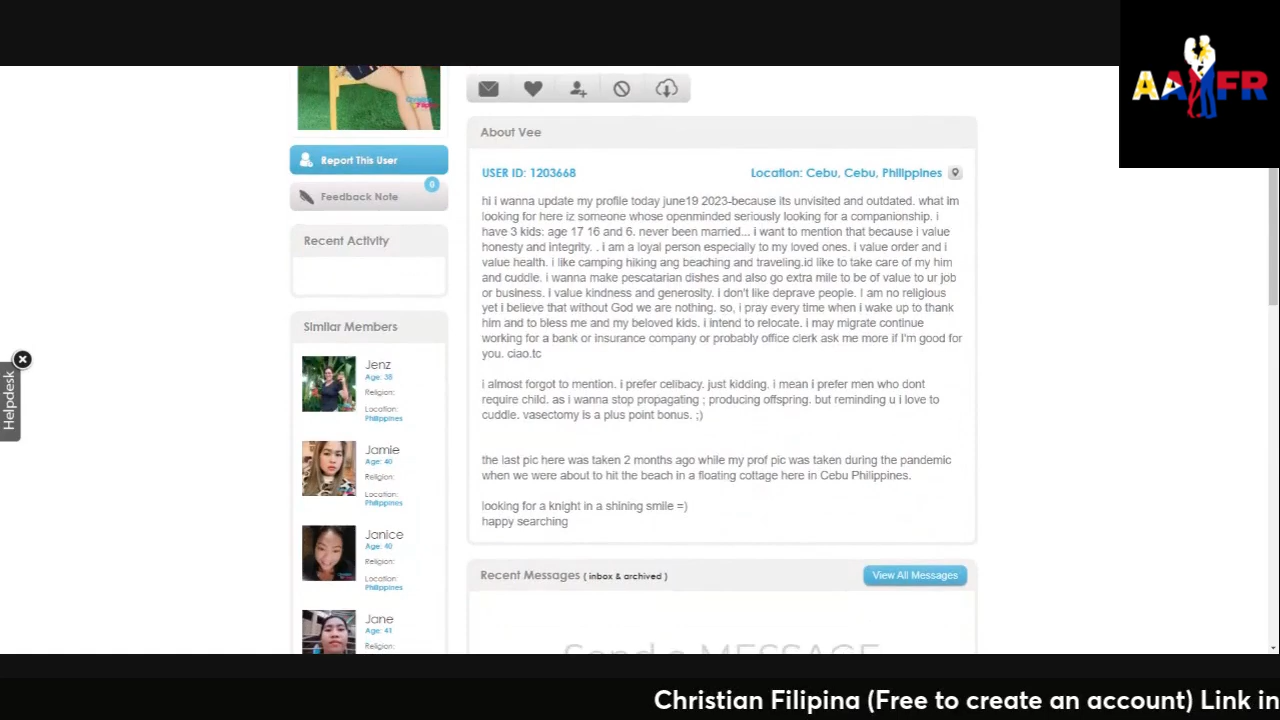 AAFR
Report This User
0
Feedback Note
Recent Activity
Similar Members
Jenz
Age: 38
Religion:
Location:
Philippines
Jamie
Age: 40
Religion:
Location:
Philippines
Janice
Age: 40
Religion:
Location:
Philippines
Jane
Age: 41
Religion:
Helpdesk
About Vee
USER ID: 1203668
Location: Cebu, Cebu, Philippines
hi i wanna update my profile today june19 2023-because its unvisited and outdated. what im
looking for here iz someone whose openminded seriously looking for a companionship. i
have 3 kids: age 17 16 and 6. never been married... i want to mention that because i value
honesty and integrity. . i am a loyal person especially to my loved ones. i value order and i
value health. i like camping hiking ang beaching and traveling.id like to take care of my him
and cuddle. i wanna make pescatarian dishes and also go extra mile to be of value to ur job
or business. i value kindness and generosity. i don't like deprave people. I am no religious
yet i believe that without God we are nothing. so, i pray every time when i wake up to thank
him and to bless me and my beloved kids. i intend to relocate. i may migrate continue
working for a bank or insurance company or probably office clerk ask me more if I'm good for
you. ciao.tc
i almost forgot to mention. i prefer celibacy. just kidding. i mean i prefer men who dont
require child. as i wanna stop propagating ; producing offspring. but reminding u i love to
cuddle. vasectomy is a plus point bonus. ;)
the last pic here was taken 2 months ago while my prof pic was taken during the pandemic
when we were about to hit the beach in a floating cottage here in Cebu Philippines.
looking for a knight in a shining smile =)
happy searching
Recent Messages ( inbox & archived )
View All Messages
Send a MESSAGE
Christian Filipina (Free to create an account) Link in